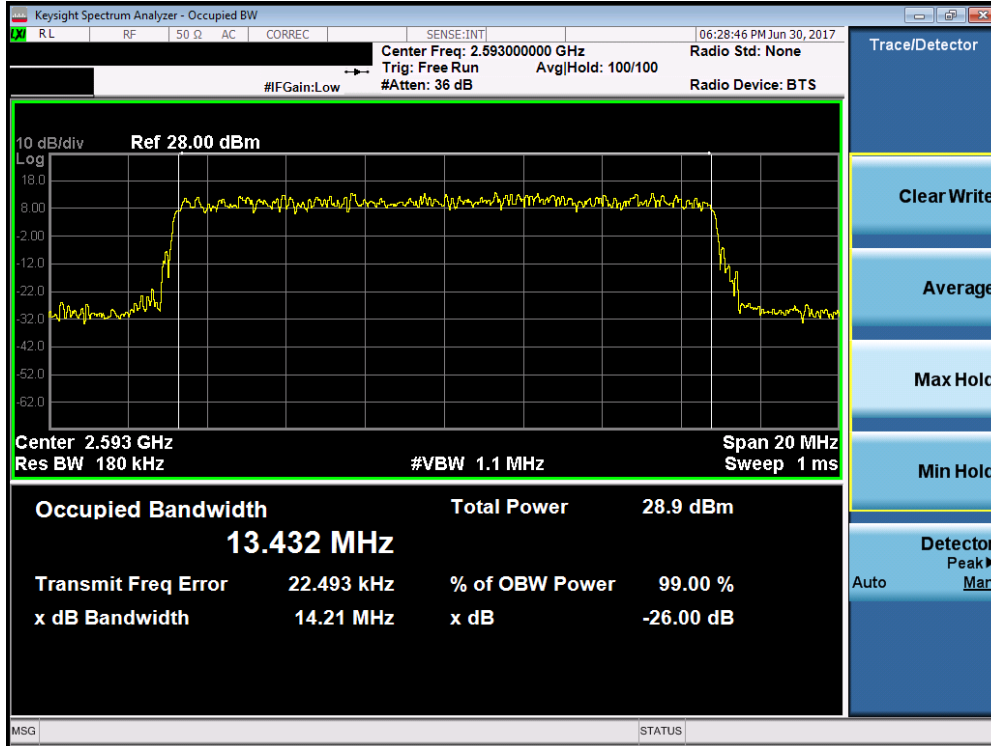 Keysight Spectrum Analyzer - Occupied BW
LXI RL RF 50 Ω AC CORREC SENSE:INT 06:28:46 PM Jun 30, 2017
Center Freq: 2.593000000 GHz Radio Std: None
Trig: Free Run Avg|Hold: 100/100
#IFGain:Low #Atten: 36 dB Radio Device: BTS
10 dB/div Ref 28.00 dBm
Log
18.0
8.00
-2.00
-12.0
-22.0
-32.0
-42.0
-52.0
-62.0
Center 2.593 GHz Span 20 MHz
Res BW 180 kHz #VBW 1.1 MHz Sweep 1 ms
Occupied Bandwidth Total Power 28.9 dBm
13.432 MHz
Transmit Freq Error 22.493 kHz % of OBW Power 99.00 %
x dB Bandwidth 14.21 MHz x dB -26.00 dB
MSG STATUS
Trace/Detector
Clear Write
Average
Max Hold
Min Hold
Detector
Peak▶
Auto Man